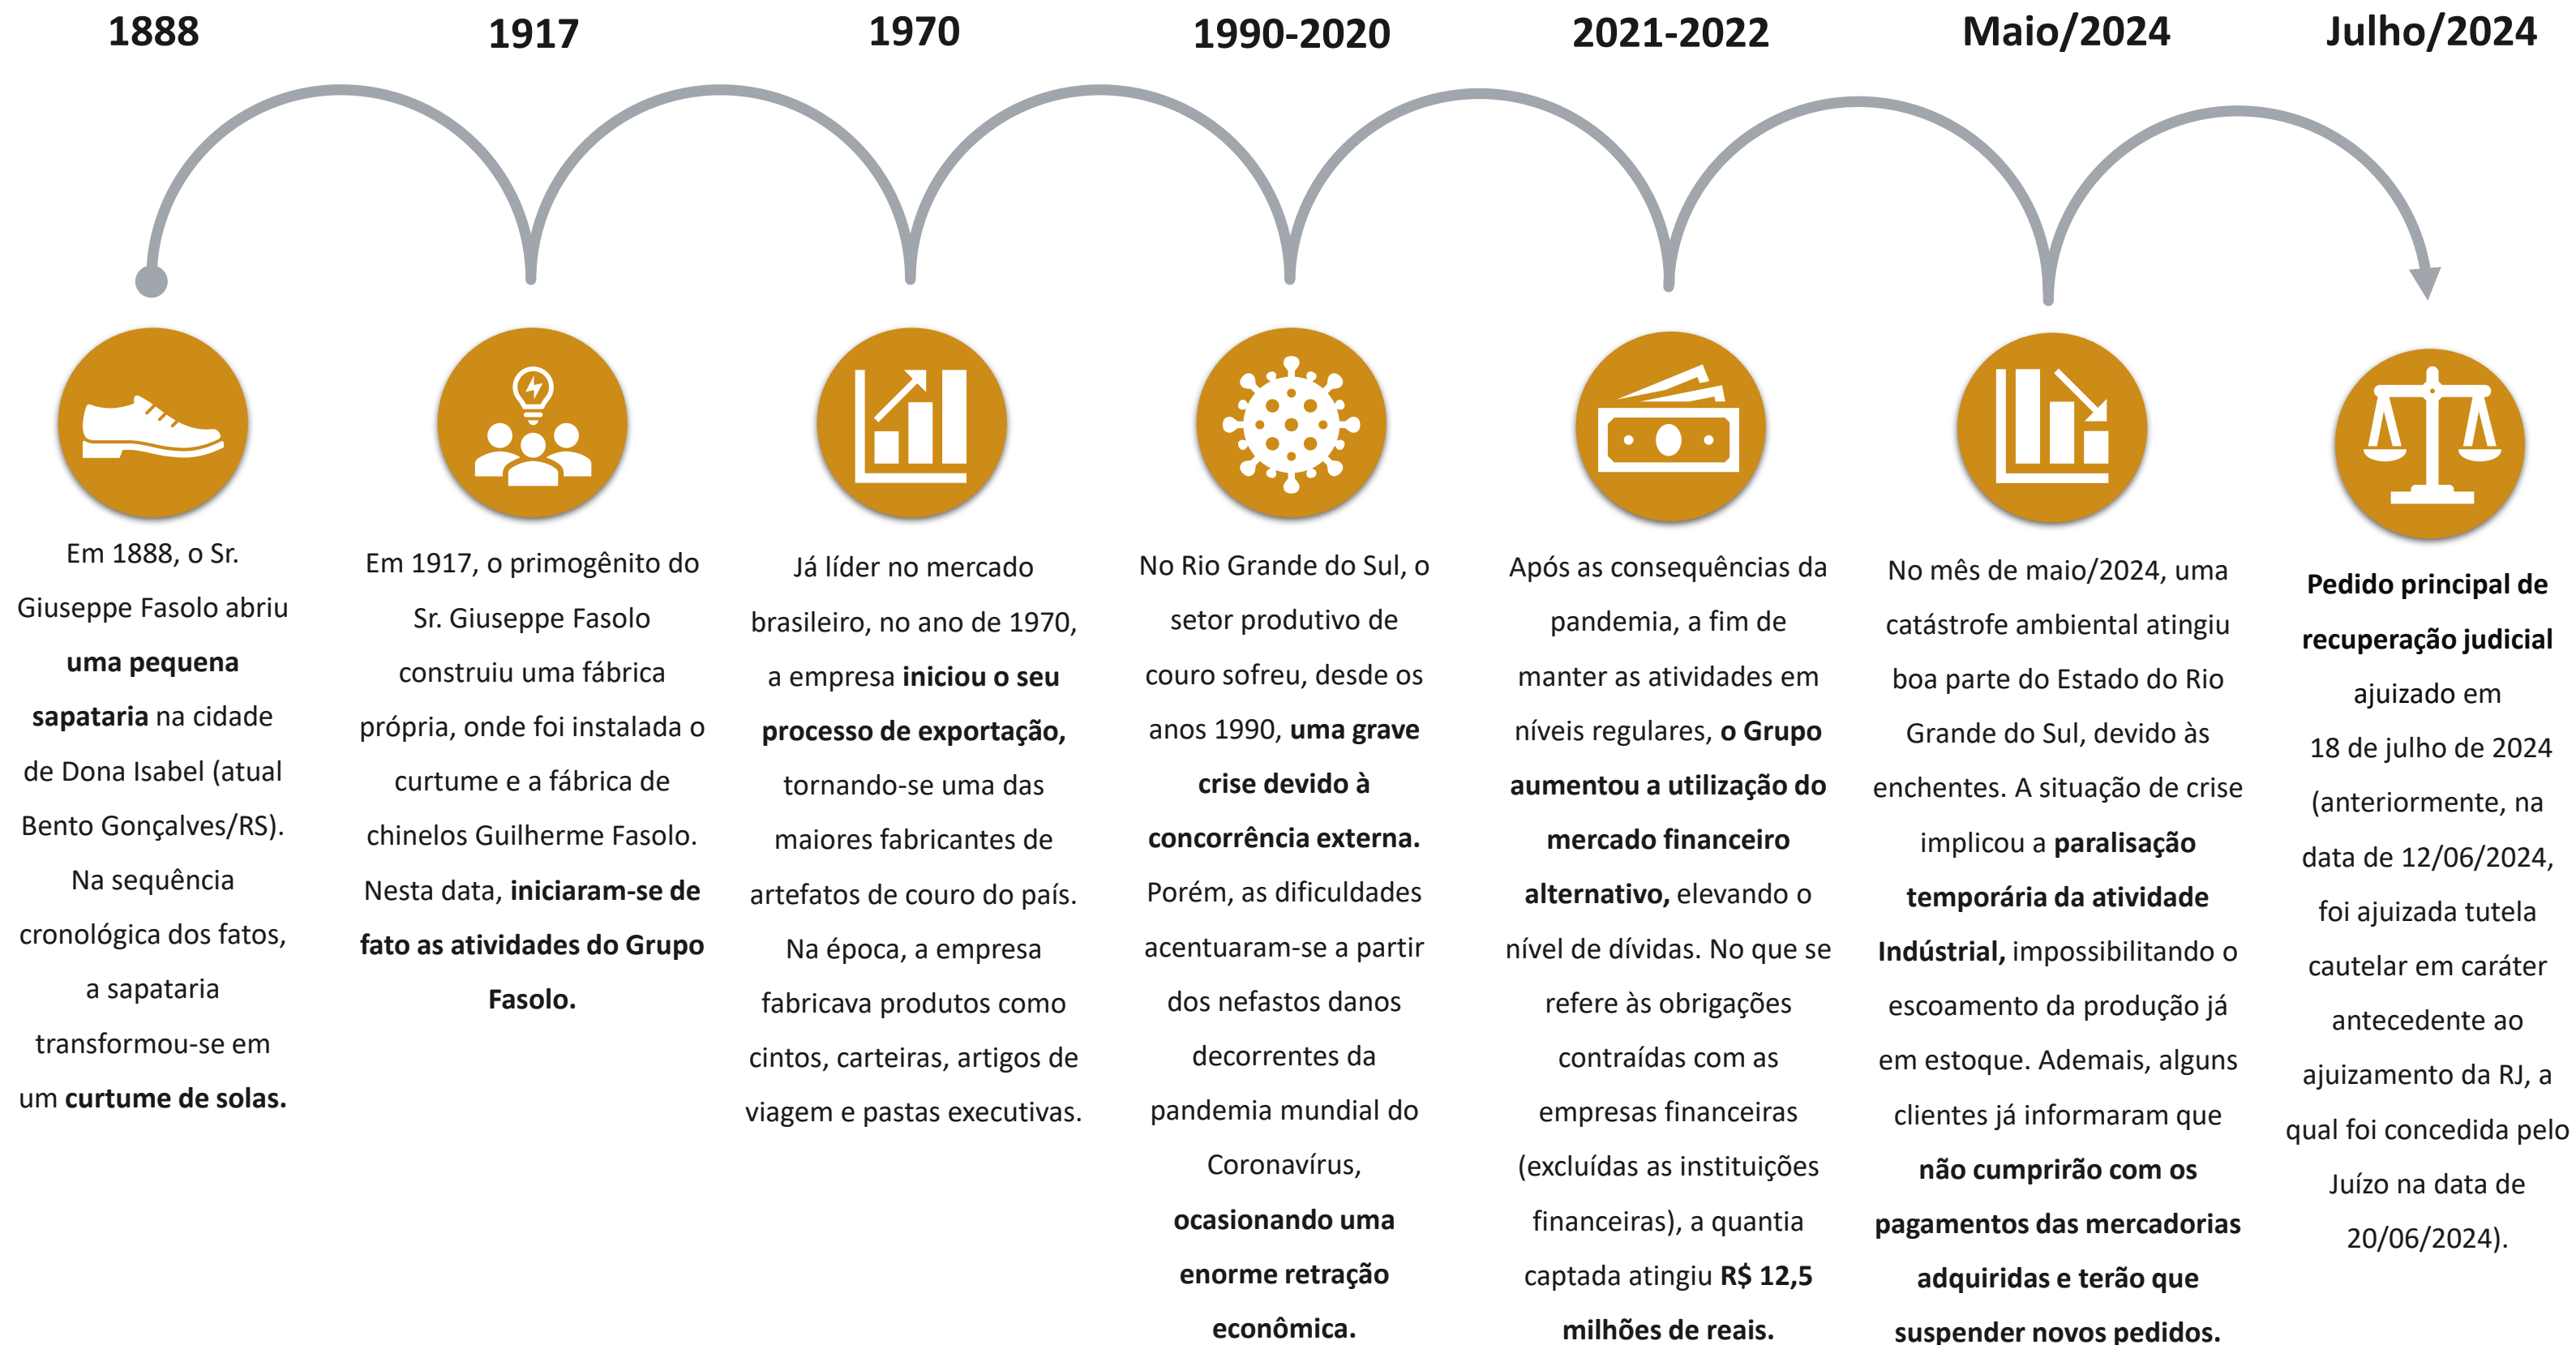 1888
Em 1888, o Sr.
Giuseppe Fasolo abriu
uma pequena
sapataria na cidade
de Dona Isabel (atual
Bento Gonçalves/RS).
Na sequência
cronológica dos fatos,
a sapataria
transformou-se em
um curtume de solas.
1917
Em 1917, o primogênito do
Sr. Giuseppe Fasolo
construiu uma fábrica
própria, onde foi instalada o
curtume e a fábrica de
chinelos Guilherme Fasolo.
Nesta data, iniciaram-se de
fato as atividades do Grupo
Fasolo.
1970
Já líder no mercado
brasileiro, no ano de 1970,
a empresa iniciou o seu
processo de exportação,
tornando-se uma das
maiores fabricantes de
artefatos de couro do país.
Na época, a empresa
fabricava produtos como
cintos, carteiras, artigos de
viagem e pastas executivas.
1990-2020
No Rio Grande do Sul, o
setor produtivo de
couro sofreu, desde os
anos 1990, uma grave
crise devido à
concorrência externa.
Porém, as dificuldades
acentuaram-se a partir
dos nefastos danos
decorrentes da
pandemia mundial do
Coronavírus,
ocasionando uma
enorme retração
econômica.
2021-2022
Após as consequências da
pandemia, a fim de
manter as atividades em
níveis regulares, o Grupo
aumentou a utilização do
mercado financeiro
alternativo, elevando o
nível de dívidas. No que se
refere às obrigações
contraídas com as
empresas financeiras
(excluídas as instituições
financeiras), a quantia
captada atingiu R$ 12,5
milhões de reais.
Maio/2024
No mês de maio/2024, uma
catástrofe ambiental atingiu
boa parte do Estado do Rio
Grande do Sul, devido às
enchentes. A situação de crise
implicou a paralisação
temporária da atividade
Indústrial, impossibilitando o
escoamento da produção já
em estoque. Ademais, alguns
clientes já informaram que
não cumprirão com os
pagamentos das mercadorias
adquiridas e terão que
suspender novos pedidos.
Julho/2024
Pedido principal de
recuperação judicial
ajuizado em
18 de julho de 2024
(anteriormente, na
data de 12/06/2024,
foi ajuizada tutela
cautelar em caráter
antecedente ao
ajuizamento da RJ, a
qual foi concedida pelo
Juízo na data de
20/06/2024).